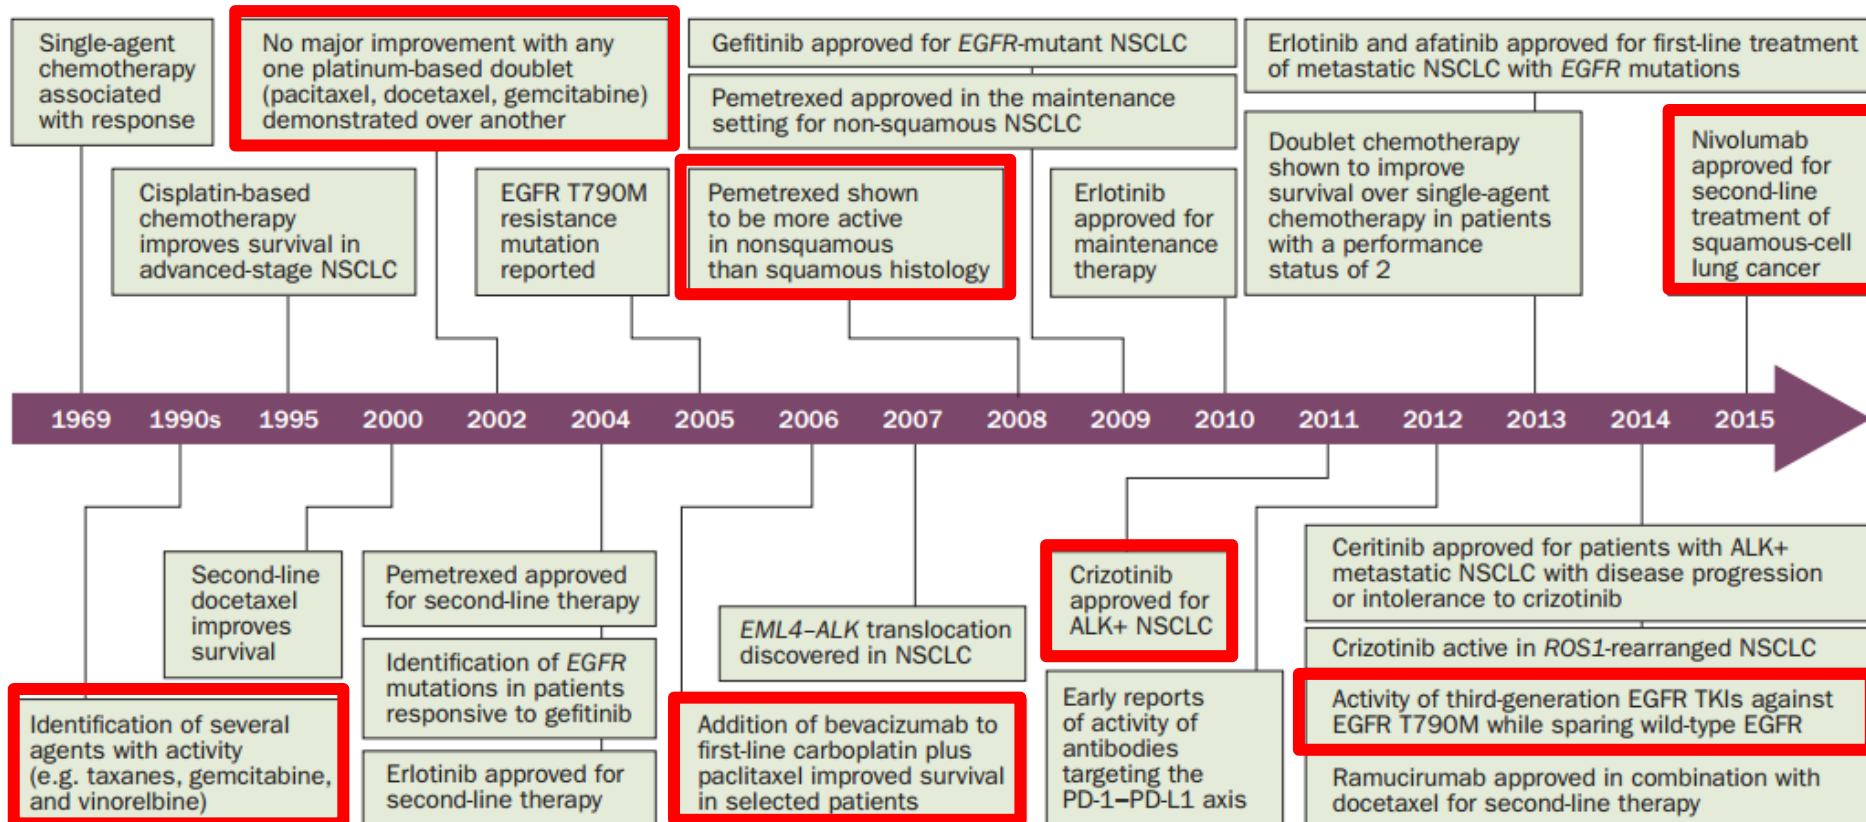 Single-agent
chemotherapy
associated
with response
No major improvement with any
one platinum-based doublet
(pacitaxel, docetaxel, gemcitabine)
demonstrated over another
Gefitinib approved for EGFR-mutant NSCLC
Pemetrexed approved in the maintenance
setting for non-squamous NSCLC
Erlotinib and afatinib approved for first-line treatment
of metastatic NSCLC with EGFR mutations
Cisplatin-based
chemotherapy
improves survival in
advanced-stage NSCLC
EGFR T790M
resistance
mutation
reported
Pemetrexed shown
to be more active
in nonsquamous
than squamous histology
Erlotinib
approved for
maintenance
therapy
Doublet chemotherapy
shown to improve
survival over single-agent
chemotherapy in patients
with a performance
status of 2
Nivolumab
approved for
second-line
treatment of
squamous-cell
lung cancer
1969 1990s 1995 2000 2002 2004 2005 2006 2007 2008 2009 2010 2011 2012 2013 2014 2015
Identification of several
agents with activity
(e.g. taxanes, gemcitabine,
and vinorelbine)
Second-line
docetaxel
improves
survival
Pemetrexed approved
for second-line therapy
Identification of EGFR
mutations in patients
responsive to gefitinib
Erlotinib approved for
second-line therapy
Addition of bevacizumab to
first-line carboplatin plus
paclitaxel improved survival
in selected patients
EML4–ALK translocation
discovered in NSCLC
Crizotinib
approved for
ALK+ NSCLC
Early reports
of activity of
antibodies
targeting the
PD-1–PD-L1 axis
Ceritinib approved for patients with ALK+
metastatic NSCLC with disease progression
or intolerance to crizotinib
Crizotinib active in ROS1-rearranged NSCLC
Activity of third-generation EGFR TKIs against
EGFR T790M while sparing wild-type EGFR
Ramucirumab approved in combination with
docetaxel for second-line therapy